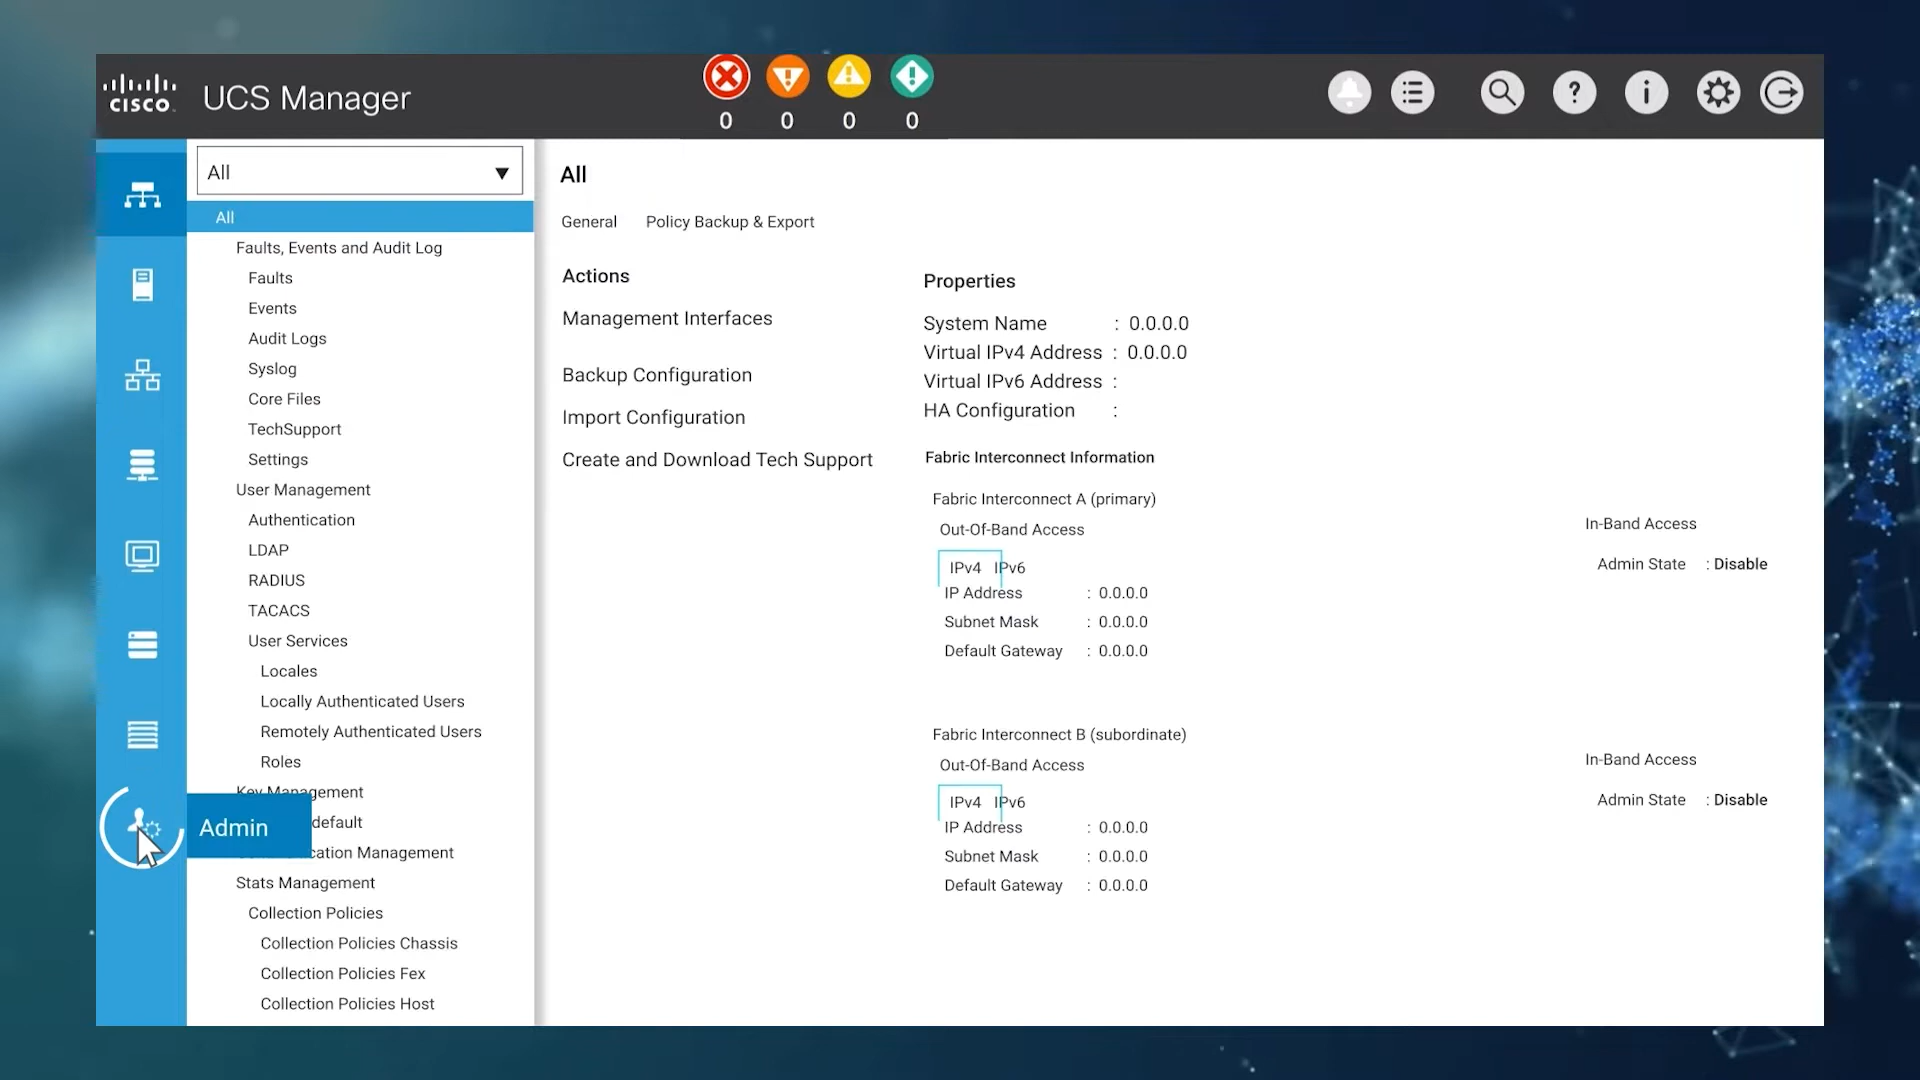 cisco
UCS Manager
0
0
0
0
All
All
Faults, Events and Audit Log
Faults
Events
Audit Logs
Syslog
Core Files
TechSupport
Settings
User Management
Authentication
LDAP
RADIUS
TACACS
User Services
Locales
Locally Authenticated Users
Remotely Authenticated Users
Roles
Key Management
Admin
default
cation Management
Stats Management
Collection Policies
Collection Policies Chassis
Collection Policies Fex
Collection Policies Host
All
General Policy Backup & Export
Actions
Management Interfaces
Backup Configuration
Import Configuration
Create and Download Tech Support
Properties
System Name : 0.0.0.0
Virtual IPv4 Address : 0.0.0.0
Virtual IPv6 Address :
HA Configuration :
Fabric Interconnect Information
Fabric Interconnect A (primary)
Out-Of-Band Access
IPv4 IPv6
IP Address : 0.0.0.0
Subnet Mask : 0.0.0.0
Default Gateway : 0.0.0.0
In-Band Access
Admin State : Disable
Fabric Interconnect B (subordinate)
Out-Of-Band Access
IPv4 IPv6
IP Address : 0.0.0.0
Subnet Mask : 0.0.0.0
Default Gateway : 0.0.0.0
In-Band Access
Admin State : Disable